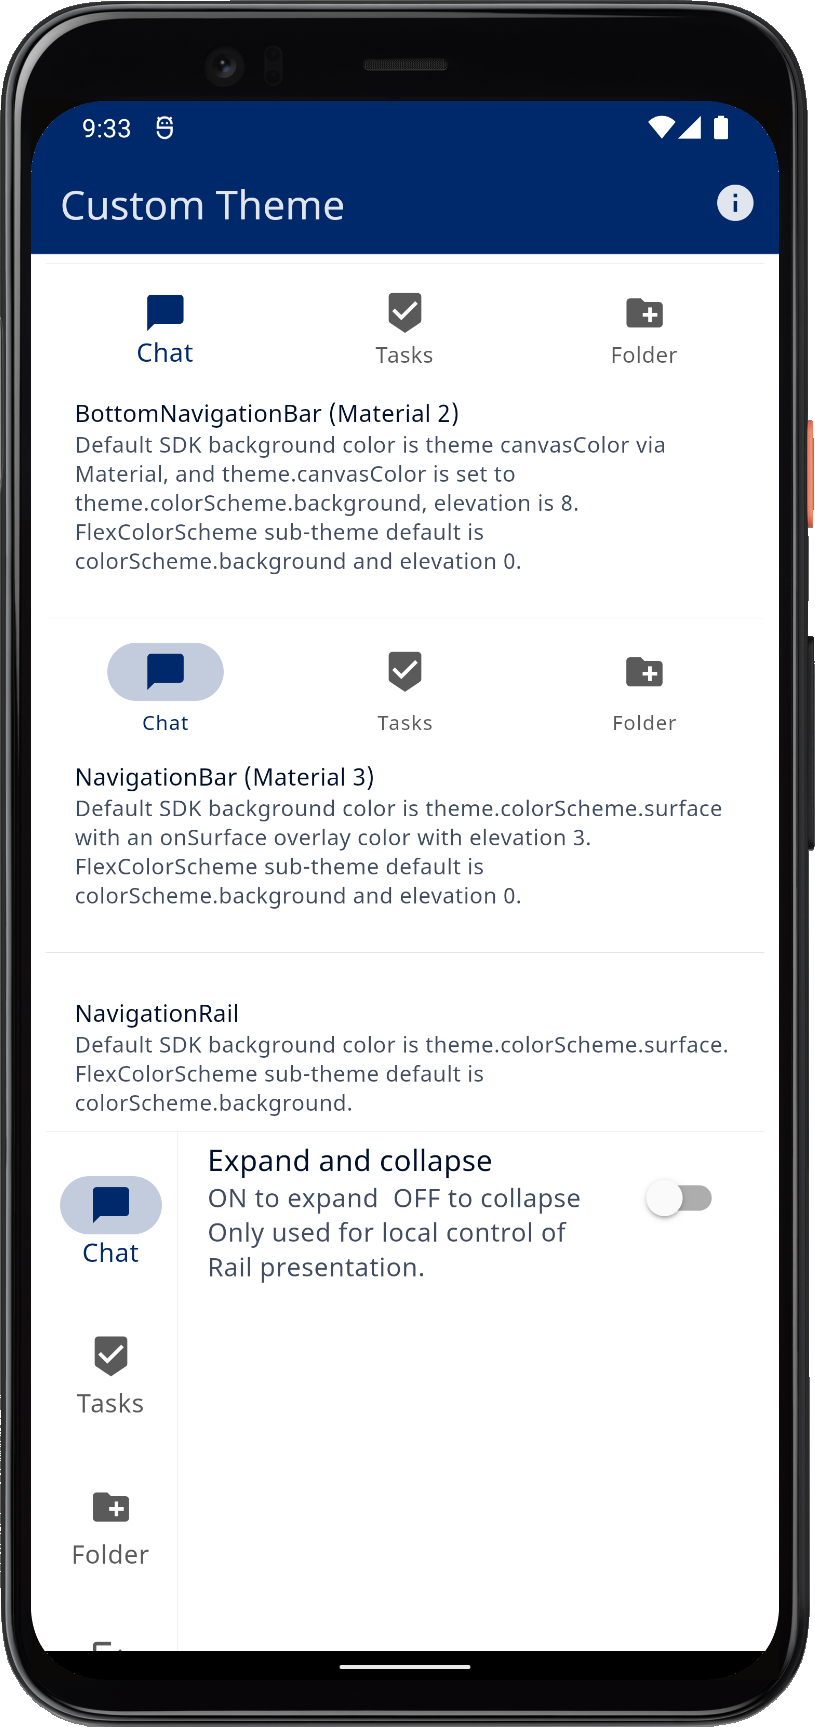 9:33
Custom Theme
Chat
Tasks
Folder
BottomNavigationBar (Material 2)
Default SDK background color is theme canvasColor via
Material, and theme.canvasColor is set to
theme.colorScheme.background, elevation is 8.
FlexColorScheme sub-theme default is
colorScheme.background and elevation 0.
Chat
Tasks
Folder
NavigationBar (Material 3)
Default SDK background color is theme.colorScheme.surface
with an onSurface overlay color with elevation 3.
FlexColorScheme sub-theme default is
colorScheme.background and elevation 0.
NavigationRail
Default SDK background color is theme.colorScheme.surface.
FlexColorScheme sub-theme default is
colorScheme.background.
Chat
Tasks
Folder
Expand and collapse
ON to expand  OFF to collapse
Only used for local control of
Rail presentation.